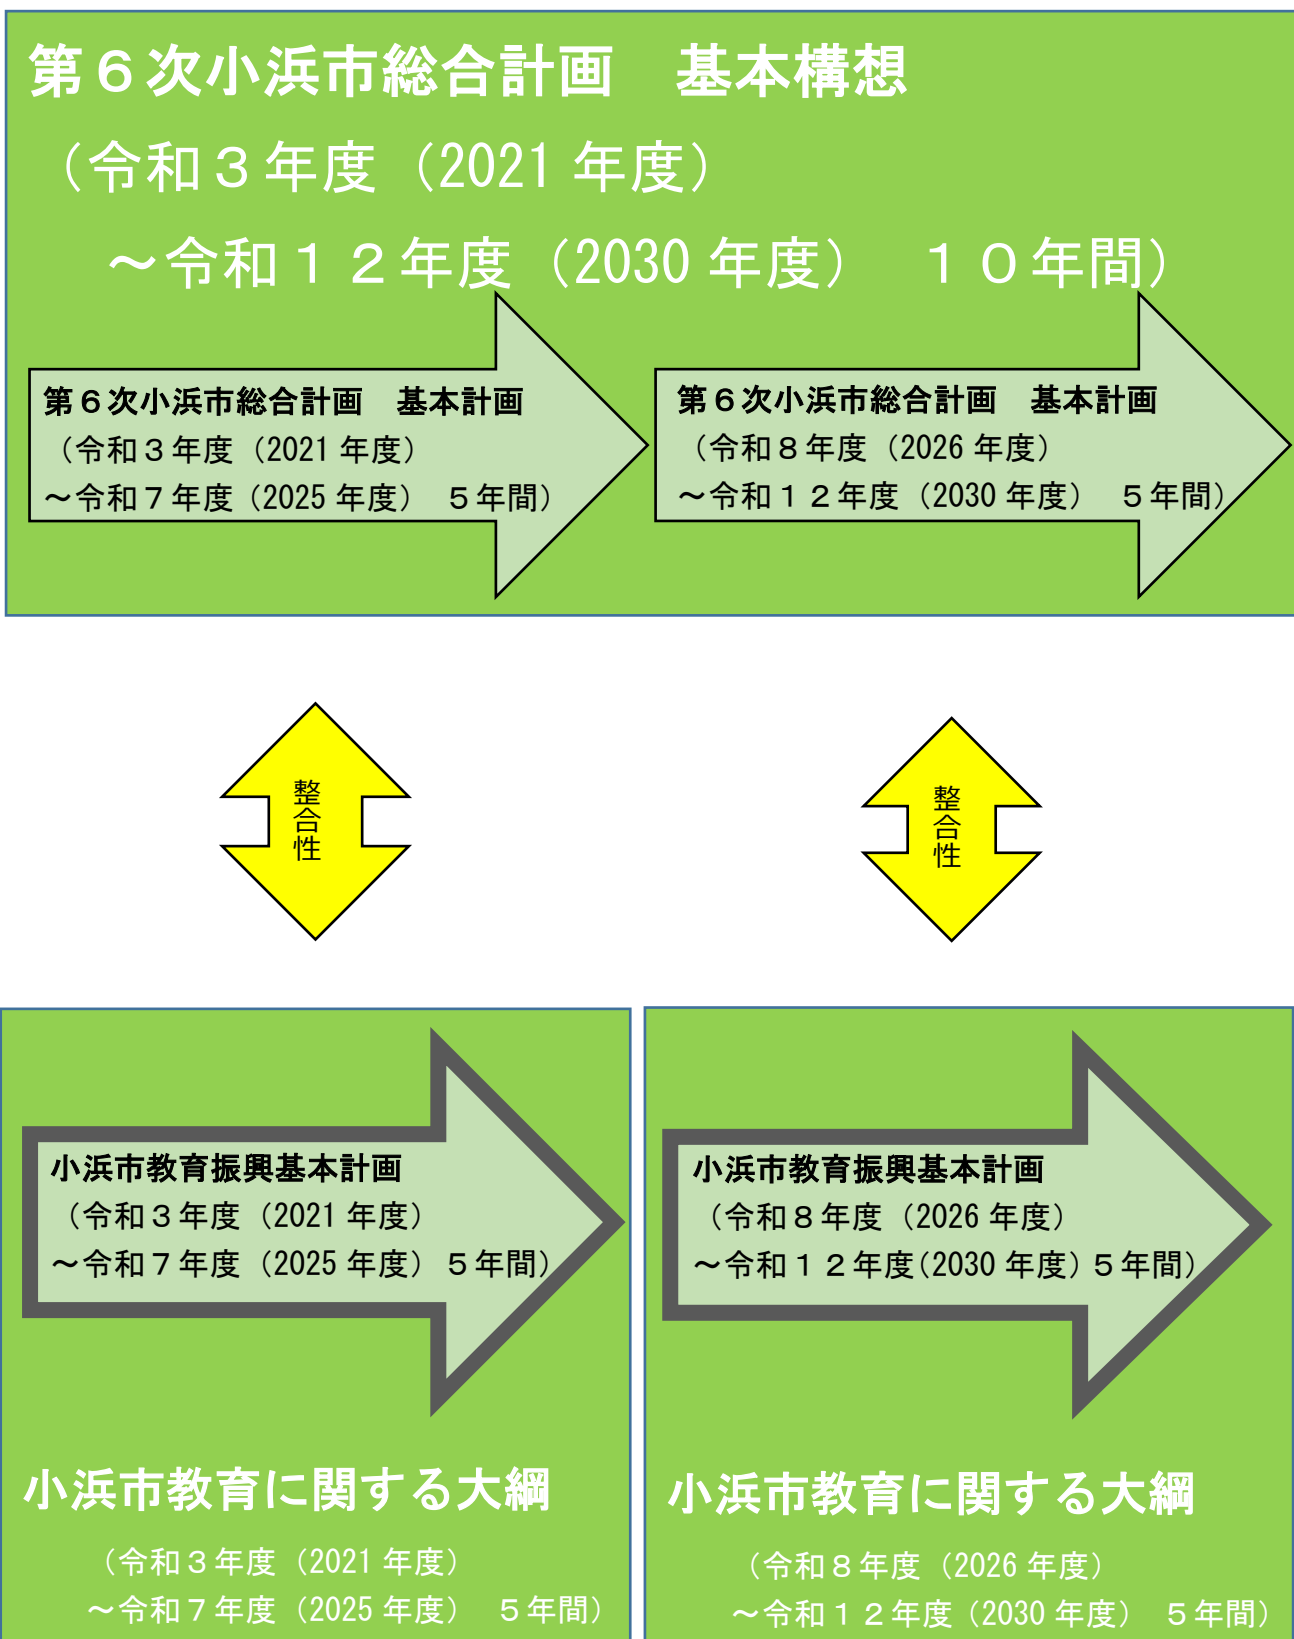 第６次小浜市総合計画　基本構想
（令和３年度（2021 年度）
～令和１２年度（2030 年度）　１０年間）
第６次小浜市総合計画　基本計画
（令和３年度（2021 年度）
～令和７年度（2025 年度）　５年間）
第６次小浜市総合計画　基本計画
（令和８年度（2026 年度）
～令和１２年度（2030 年度）　５年間）
整合性
整合性
小浜市教育振興基本計画
（令和３年度（2021 年度）
～令和７年度（2025 年度）５年間）
小浜市教育に関する大綱
（令和３年度（2021 年度）
～令和７年度（2025 年度）　５年間）
小浜市教育振興基本計画
（令和８年度（2026 年度）
～令和１２年度(2030 年度)５年間）
小浜市教育に関する大綱
（令和８年度（2026 年度）
～令和１２年度（2030 年度）　５年間）